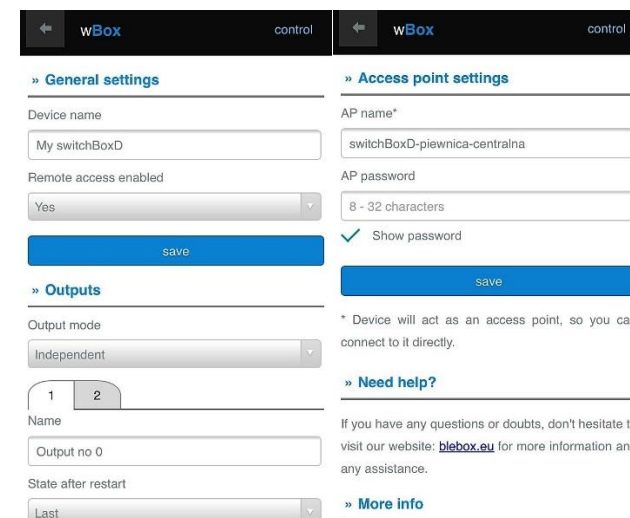 wBox control
» General settings
Device name
My switchBoxD
Remote access enabled
Yes
save
» Outputs
Output mode
Independent
1 2
Name
Output no 0
State after restart
Last
wBox control
» Access point settings
AP name*
switchBoxD-piewnica-centralna
AP password
8 - 32 characters
Show password
save
* Device will act as an access point, so you ca
connect to it directly.
» Need help?
If you have any questions or doubts, don't hesitate t
visit our website: blebox.eu for more information an
any assistance.
» More info